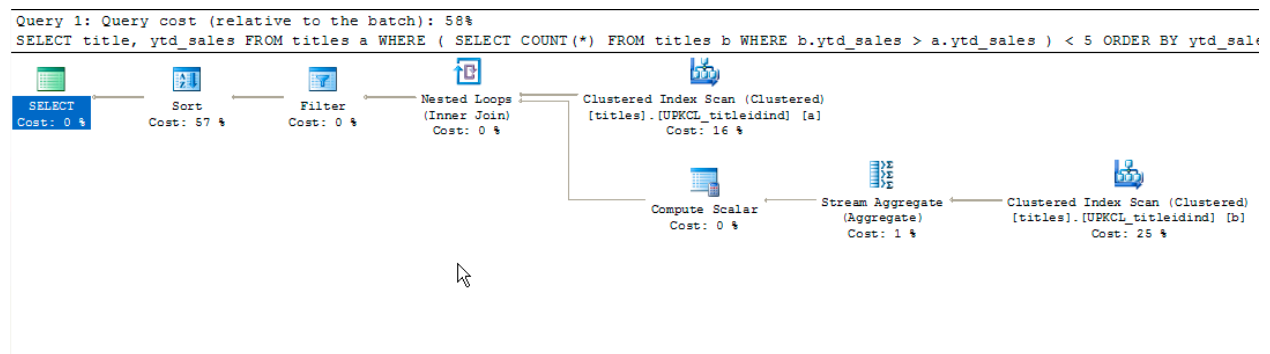 Query 1: Query cost (relative to the batch): 58%
SELECT title, ytd_sales FROM titles a WHERE ( SELECT COUNT(*) FROM titles b WHERE b.ytd_sales > a.ytd_sales ) < 5 ORDER BY ytd_sale
SELECT
Cost: 0 %
Sort
Cost: 57 %
Filter
Cost: 0 %
Nested Loops
(Inner Join)
Cost: 0 %
Clustered Index Scan (Clustered)
[titles].[UPKCL_titleidind] [a]
Cost: 16 %
Compute Scalar
Cost: 0 %
Stream Aggregate
(Aggregate)
Cost: 1 %
Clustered Index Scan (Clustered)
[titles].[UPKCL_titleidind] [b]
Cost: 25 %